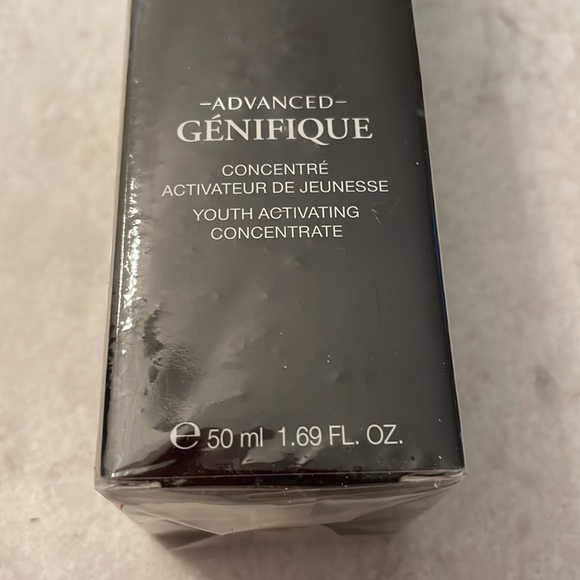 -ADVANCED-
GÉNIFIQUE
CONCENTRÉ
ACTIVATEUR DE JEUNESSE
YOUTH ACTIVATING
CONCENTRATE
℮ 50 ml 1.69 FL. OZ.